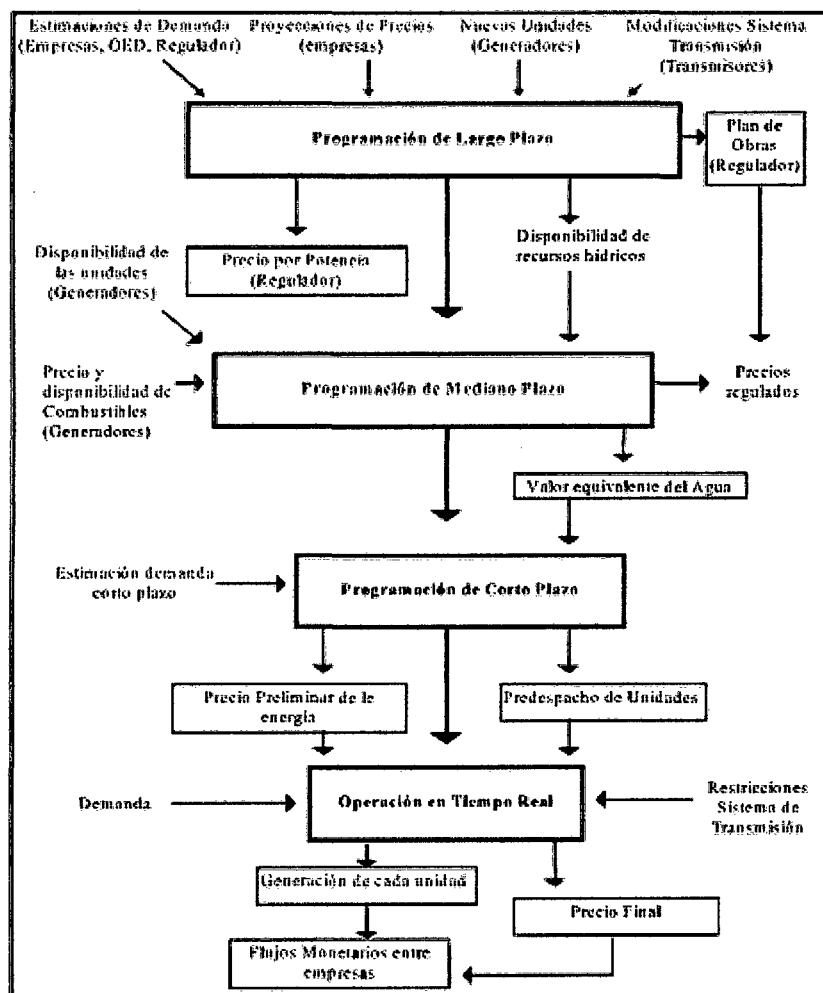 Estimaciones de Demanda
(Empresas, OED, Regulador)
Proyecciones de Precios
(empresas)
Nuevas Unidades
(Generadores)
Modificaciones Sistema
Transmisión
(Transmisores)
Programación de Largo Plazo
Plan de
Obras
(Regulador)
Disponibilidad de
las unidades
(Generadores)
Precio por Potencia
(Regulador)
Disponibilidad de
recursos hídricos
Precio y
disponibilidad de
Combustibles
(Generadores)
Programación de Mediano Plazo
Precios
regulados
Valor equivalente del Agua
Estimación demanda
corto plazo
Programación de Corto Plazo
Precio Preliminar de la
energía
Predespacho de Unidades
Demanda
Operación en Tiempo Real
Restricciones
Sistema de
Transmisión
Generación de cada unidad
Precio Final
Flujos Monetarios entre
empresas